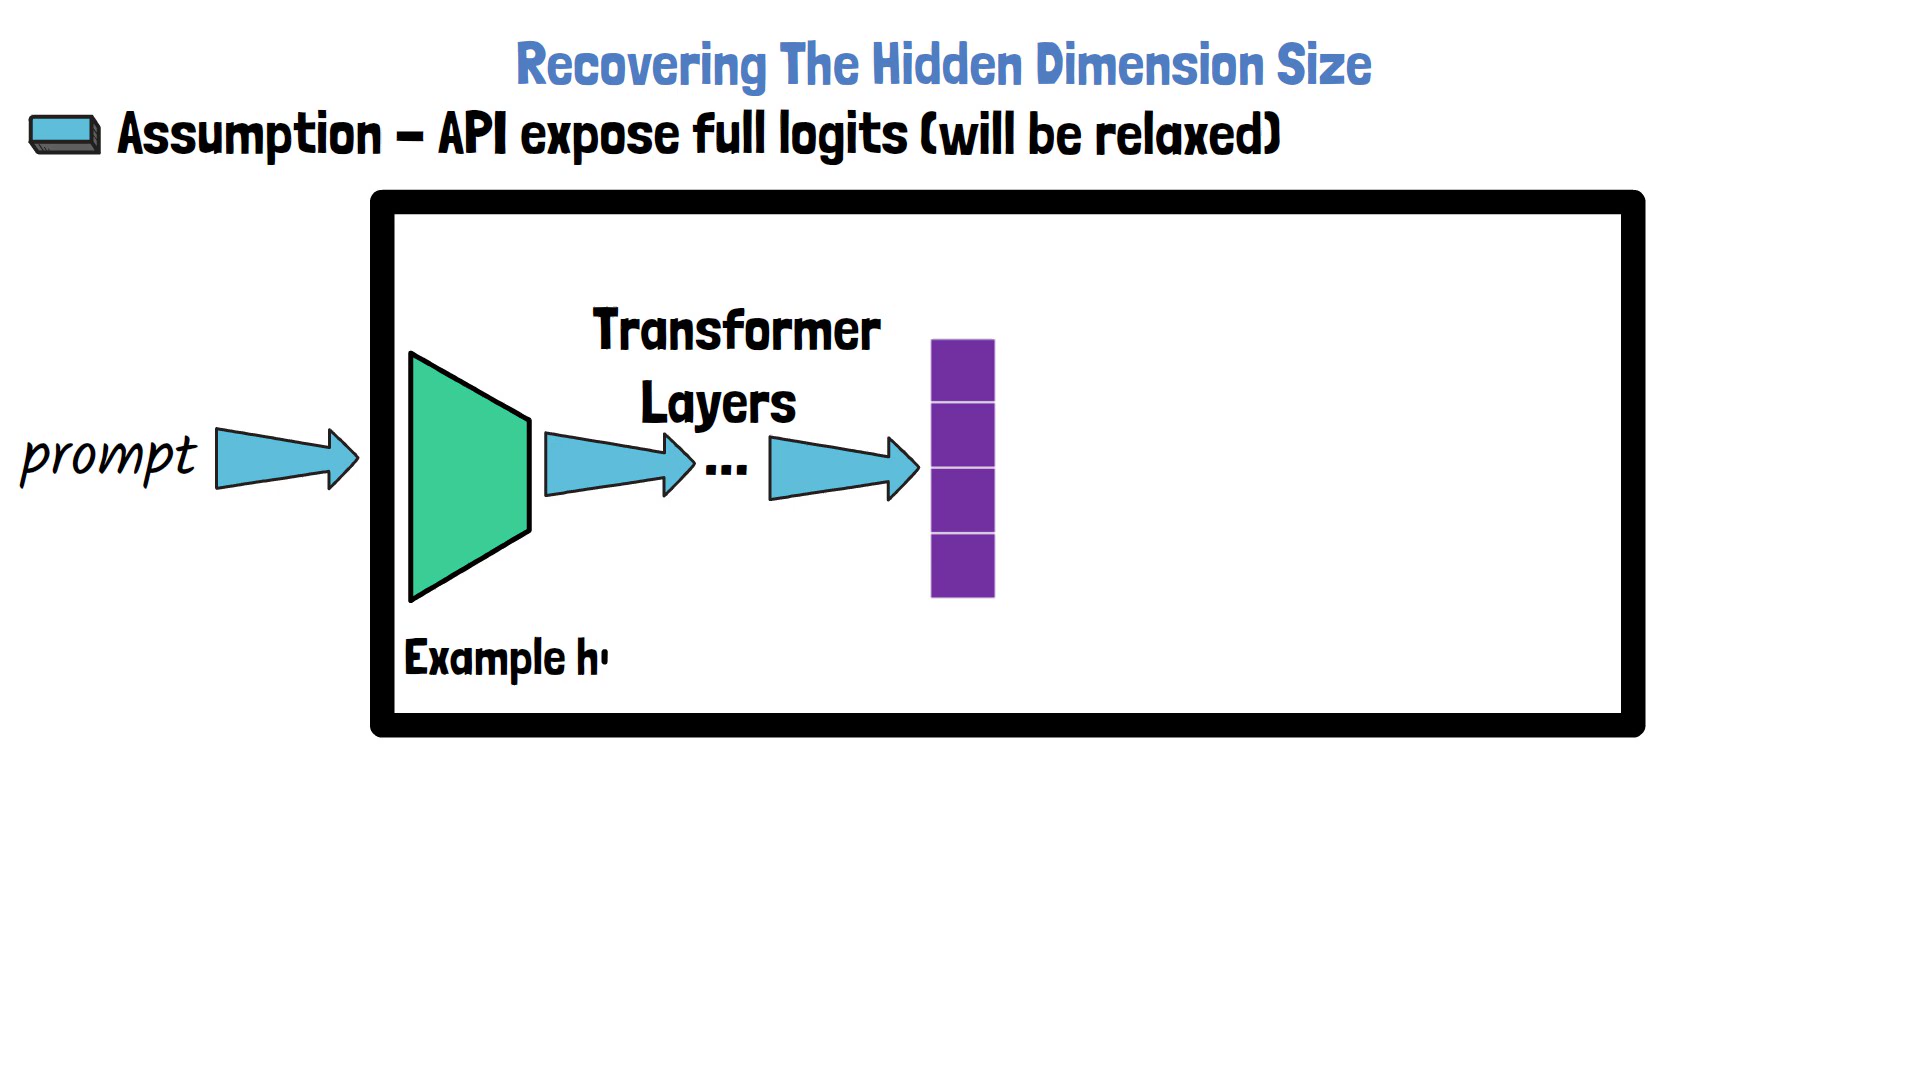 Recovering The Hidden Dimension Size
Assumption – API expose full logits (will be relaxed)
Transformer
Layers
prompt
...
Example h